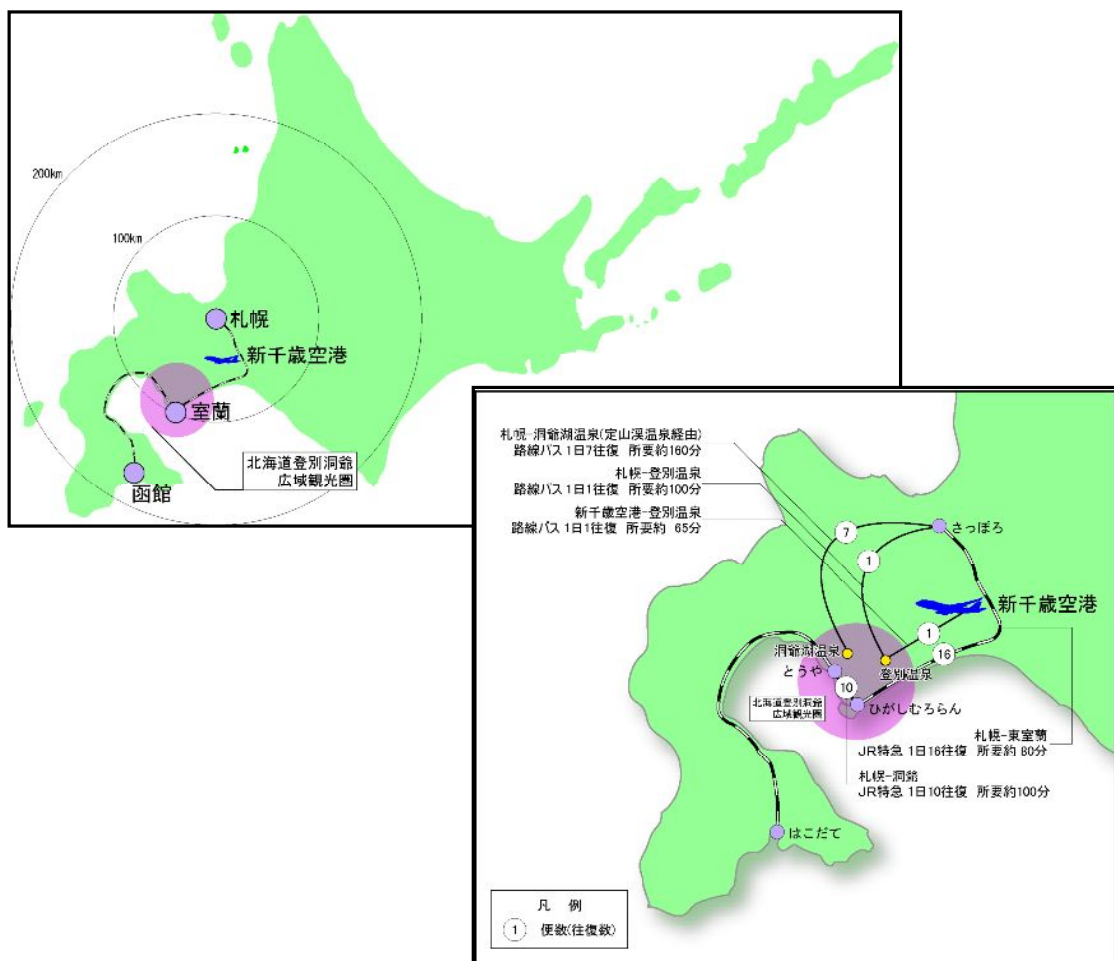 200km
100km
札幌
新千歳空港
室蘭
北海道登別洞爺
広域観光圏
函館
札幌-洞爺湖温泉(定山渓温泉経由)
路線バス 1日7往復 所要約160分
札幌-登別温泉
路線バス 1日1往復 所要約100分
新千歳空港-登別温泉
路線バス 1日1往復 所要約 65分
7
さっぽろ
1
新千歳空港
1
16
洞爺湖温泉
登別温泉
とうや
10
北海道登別洞爺
広域観光圏
ひがしむろらん
札幌-東室蘭
JR特急 1日16往復 所要約 80分
札幌-洞爺
JR特急 1日10往復 所要約100分
はこだて
凡 例
1 便数(往復数)